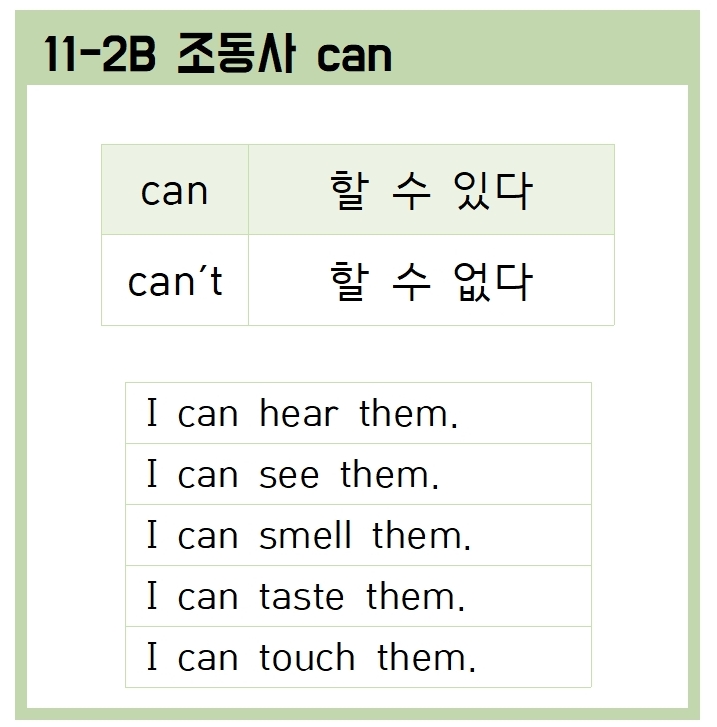 11-2B 조동사 can
can 할 수 있다
can´t 할 수 없다
I can hear them.
I can see them.
I can smell them.
I can taste them.
I can touch them.